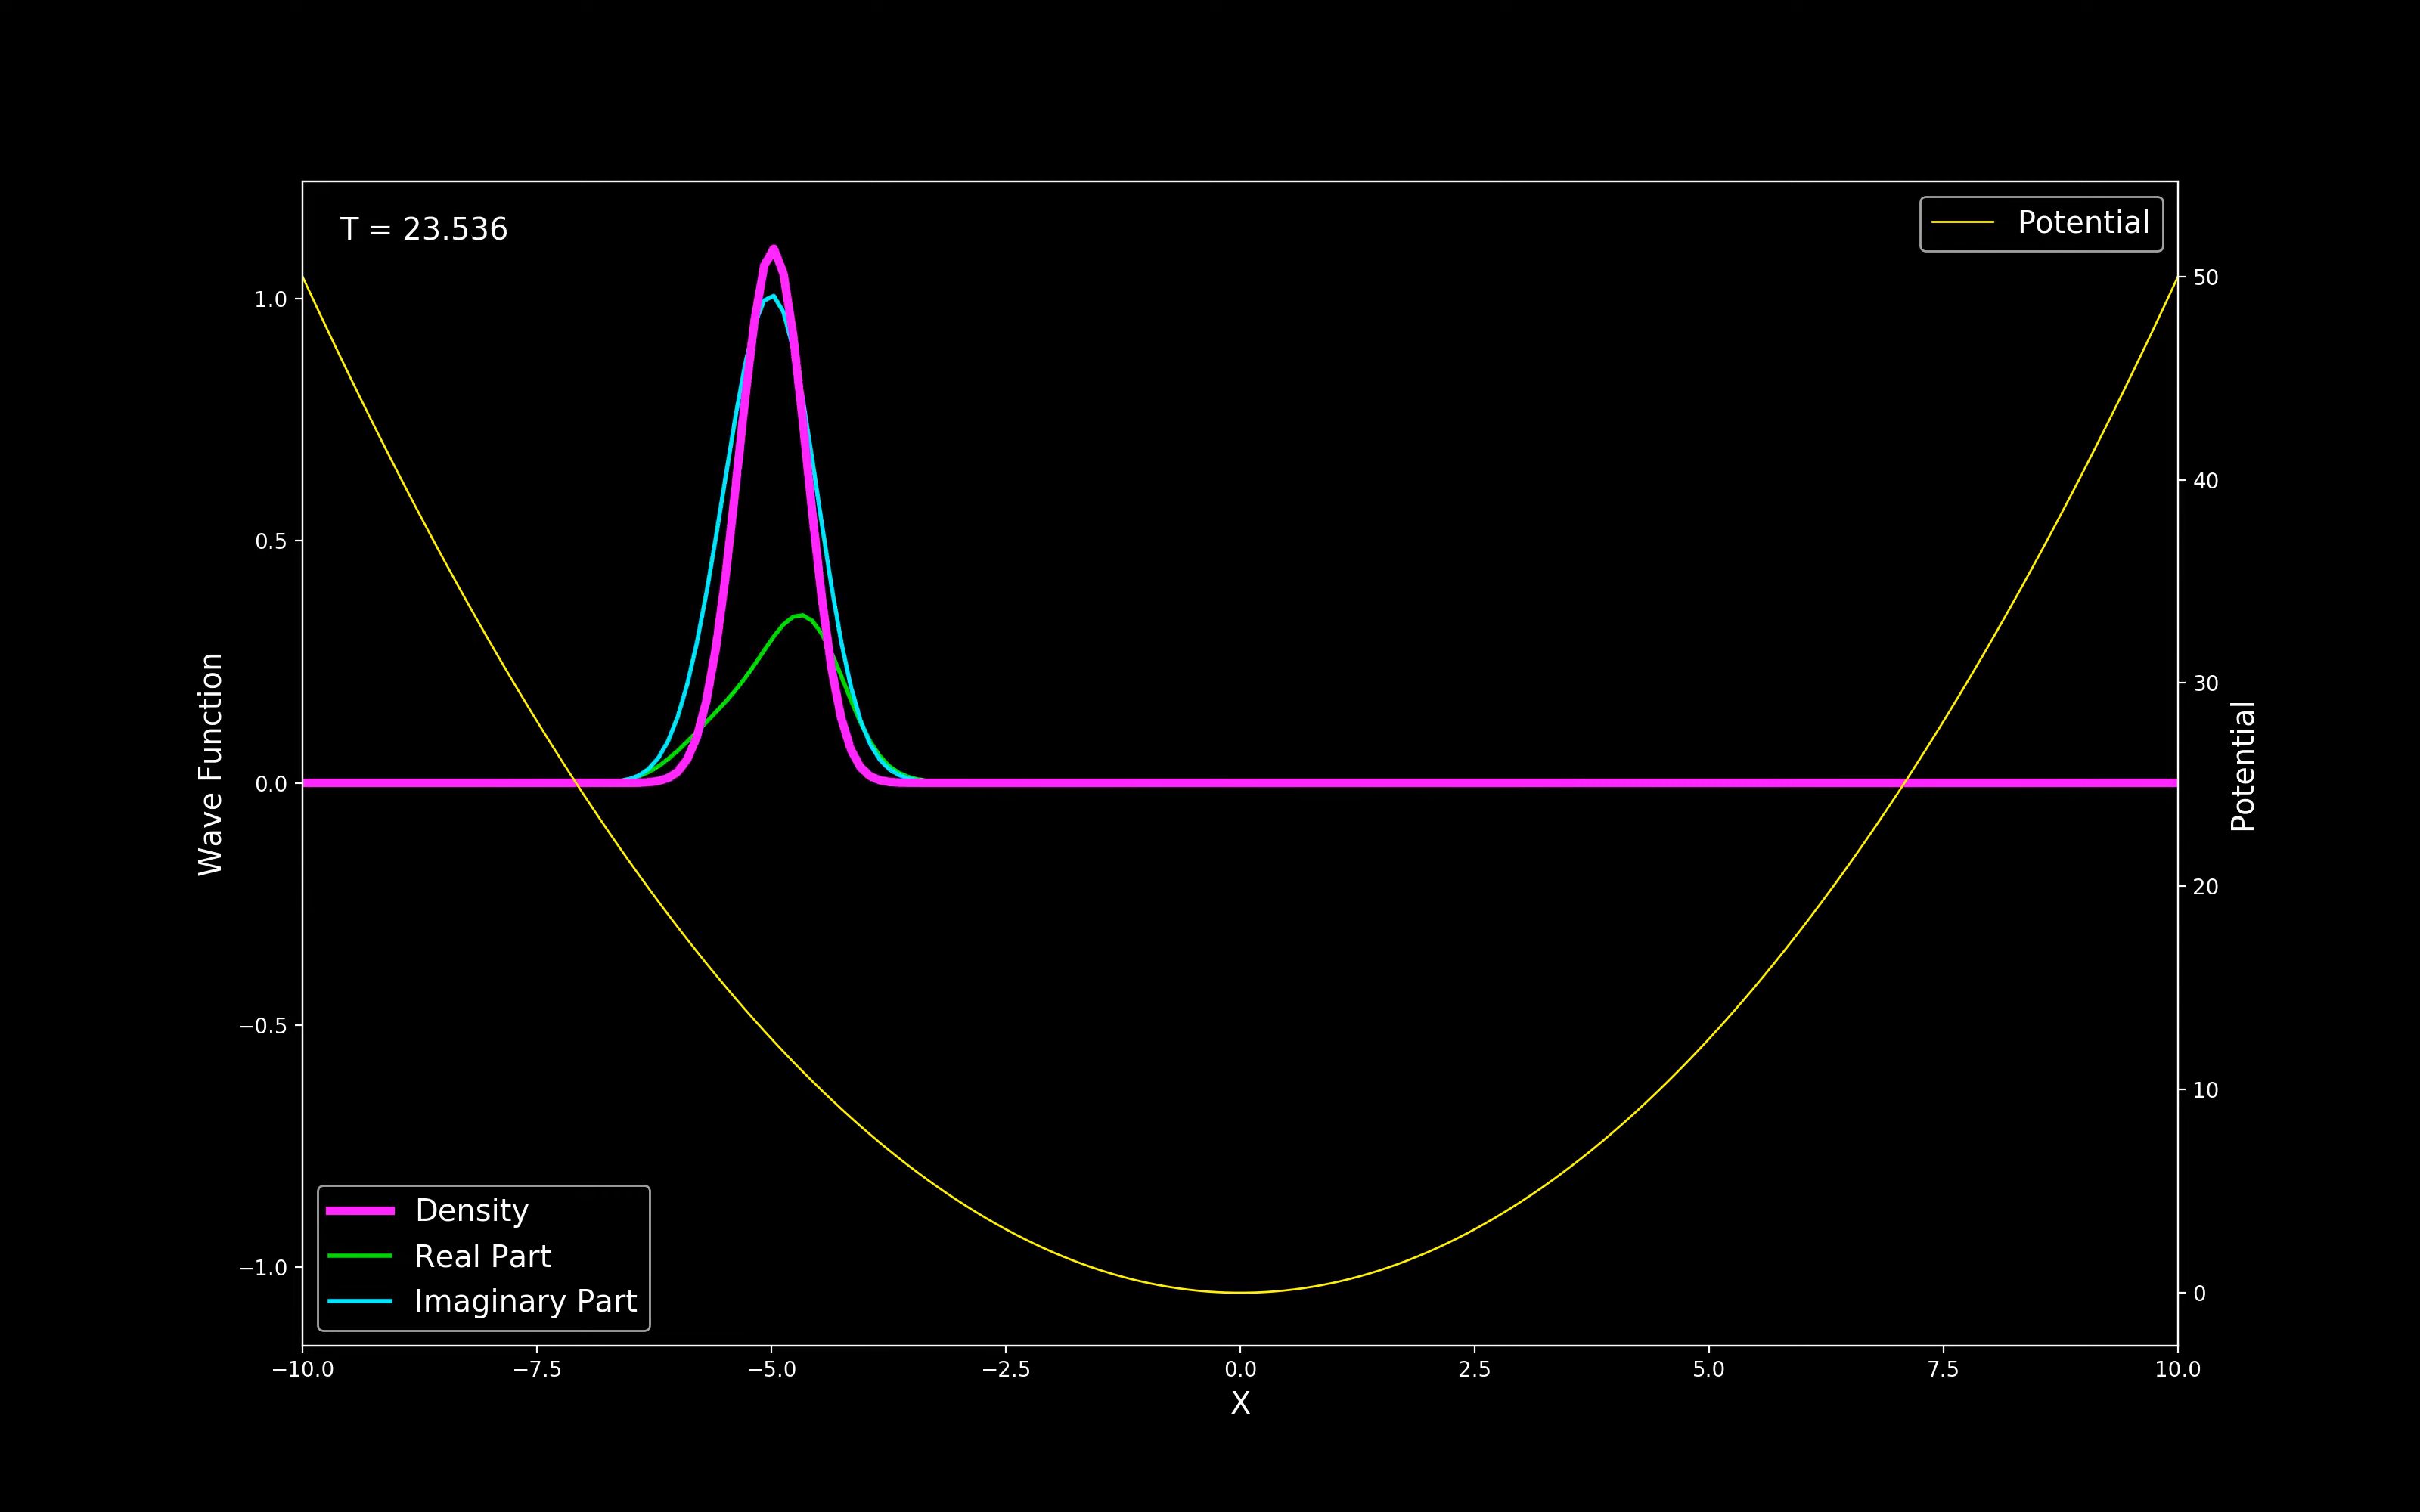 T = 23.536
Potential
1.0
0.5
0.0
−0.5
−1.0
Wave Function
50
40
30
20
10
0
Potential
Density
Real Part
Imaginary Part
−10.0 −7.5 −5.0 −2.5 0.0 2.5 5.0 7.5 10.0
X